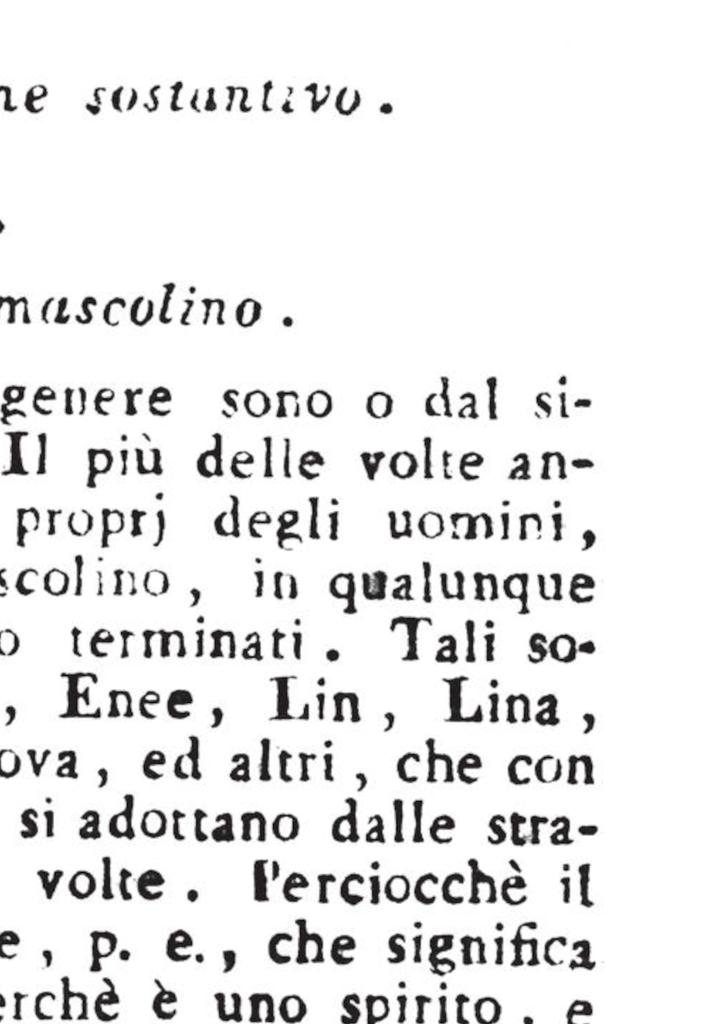 ne sostantivo .
mascolino .
genere sono o dal si-
Il più delle volte an-
proprj degli uomini ,
scolino , in qualunque
o terminati . Tali so-
, Enee , Lin , Lina ,
ova , ed altri , che con
si adottano dalle stra-
volte . Perciocchè il
e , p. e. , che significa
erchè è uno spirito , e